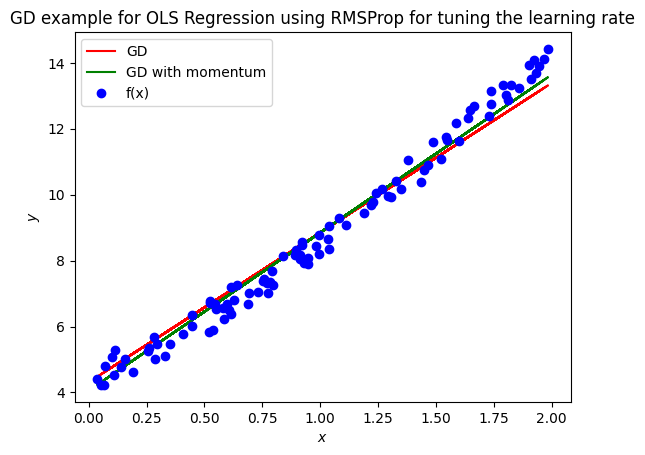 GD example for OLS Regression using RMSProp for tuning the learning rate
GD
GD with momentum
f(x)
14
12
10
8
6
4
y
0.00 0.25 0.50 0.75 1.00 1.25 1.50 1.75 2.00
x